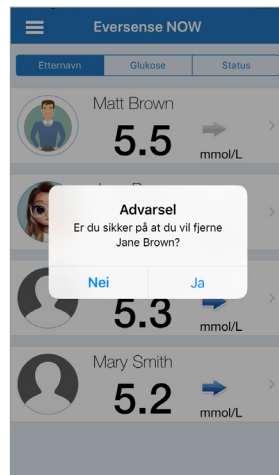 Eversense NOW
Etternavn Glukose Status
Matt Brown
5.5
mmol/L
Advarsel
Er du sikker på at du vil fjerne
Jane Brown?
Nei Ja
5.3
mmol/L
Mary Smith
5.2
mmol/L